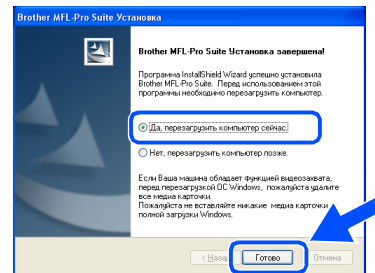 Brother MFL-Pro Suite Установка
Brother MFL-Pro Suite Установка завершена!
Программа InstallShield Wizard успешно установила
Brother MFL-Pro Suite. Перед использованием этой
программы необходимо перезагрузить компьютер.
Да, перезагрузить компьютер сейчас.
Нет, перезагрузить компьютер позже.
Если Ваша машина обладает функцией видеозахвата,
перед перезагрузкой ОС Windows, пожалуйста удалите
все медиа карточки.
Пожалуйста не вставляйте никакие медиа карточки
полной загрузки Windows.
< Назад Готово Отмена